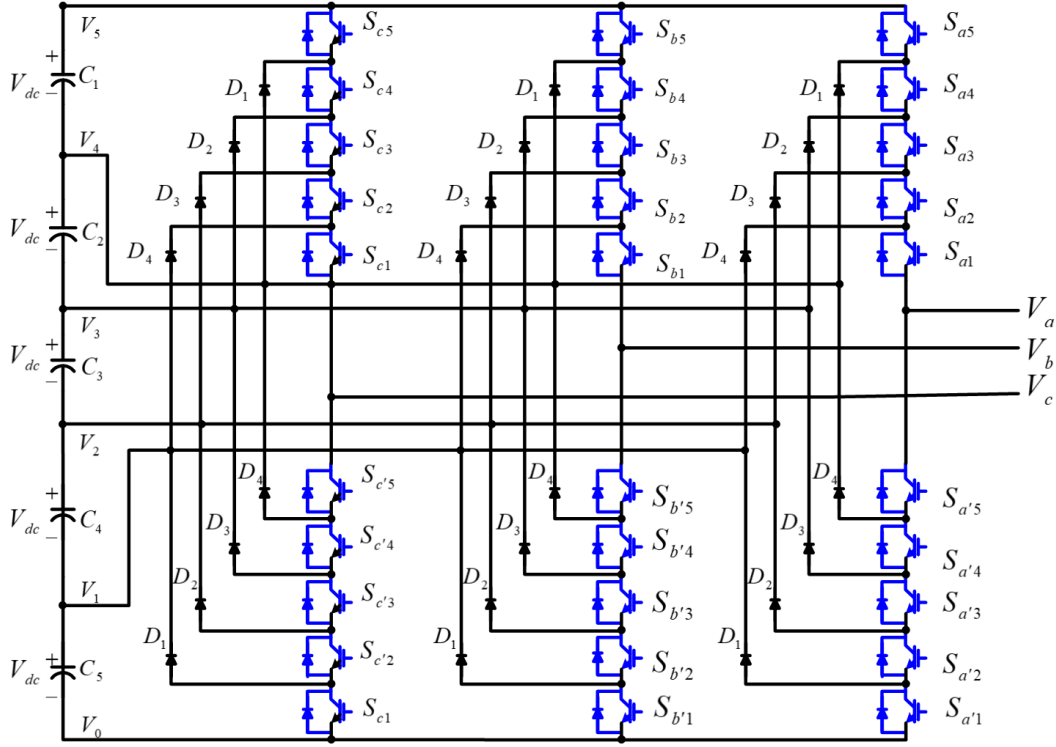 V5 Sc5 Sb5 Sa5
+
Vdc C1 D1 Sc4 D1 Sb4 D1 Sa4
−
V4 D2 Sc3 D2 Sb3 D2 Sa3
+
Vdc C2 D3 Sc2 D3 Sb2 D3 Sa2
−
D4 Sc1 D4 Sb1 D4 Sa1
V3 Va
+
Vdc C3 Vb
−
Vc
V2
D4 Sc'5 D4 Sb'5 Sa'5
+
Vdc C4 D3 Sc'4 D3 Sb'4 D3 Sa'4
−
V1 D2 Sc'3 D2 Sb'3 D2 Sa'3
D1 Sc'2 D1 Sb'2 D1 Sa'2
+
Vdc C5
−
V0 Sc1 Sb'1 Sa'1